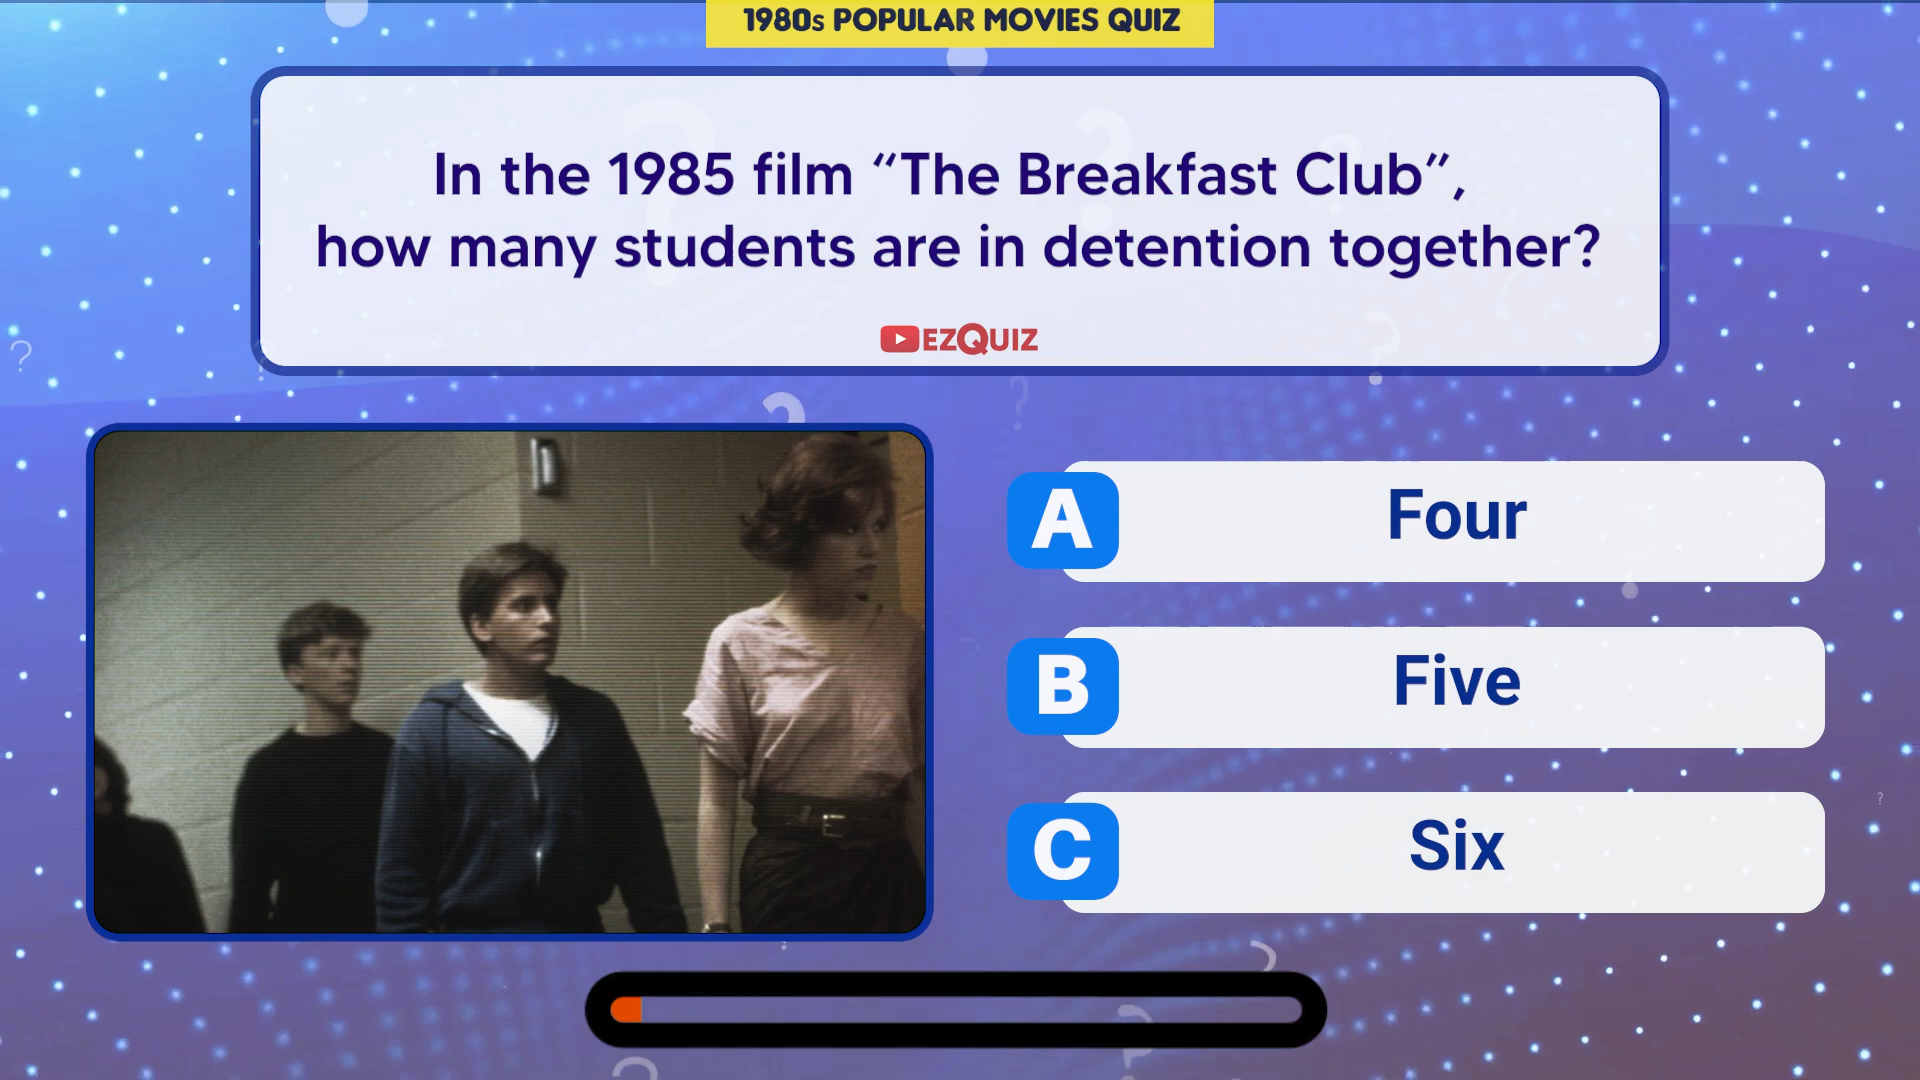 1980s POPULAR MOVIES QUIZ
In the 1985 film “The Breakfast Club”,
how many students are in detention together?
EZQUIZ
A Four
B Five
C Six